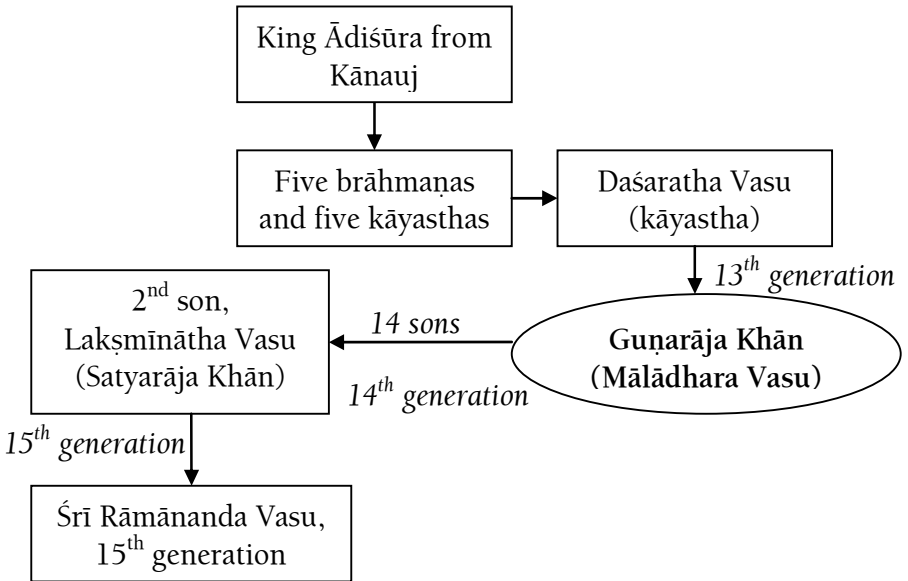 King Ādiśūra from
Kānauj
Five brāhmaṇas
and five kāyasthas
Daśaratha Vasu
(kāyastha)
13th generation
Guṇarāja Khān
(Mālādhara Vasu)
14 sons
14th generation
2nd son,
Lakṣmīnātha Vasu
(Satyarāja Khān)
15th generation
Śrī Rāmānanda Vasu,
15th generation